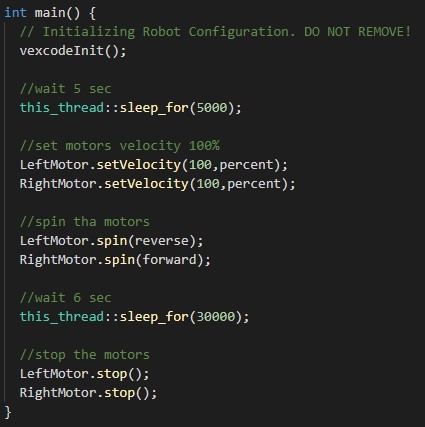 int main() {
  // Initializing Robot Configuration. DO NOT REMOVE!
  vexcodeInit();

  //wait 5 sec
  this_thread::sleep_for(5000);

  //set motors velocity 100%
  LeftMotor.setVelocity(100,percent);
  RightMotor.setVelocity(100,percent);

  //spin tha motors
  LeftMotor.spin(reverse);
  RightMotor.spin(forward);

  //wait 6 sec
  this_thread::sleep_for(30000);

  //stop the motors
  LeftMotor.stop();
  RightMotor.stop();
}